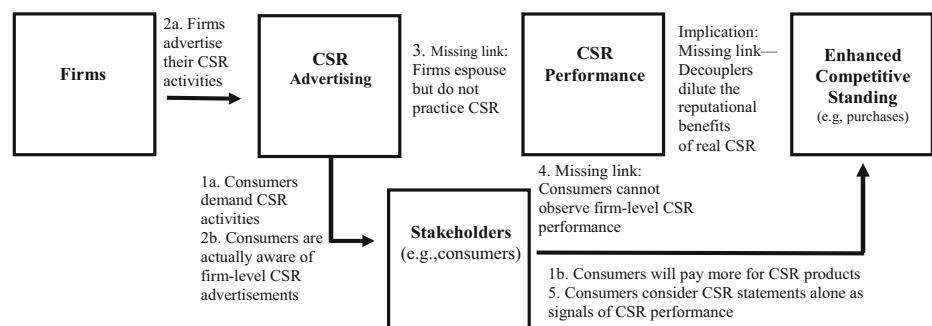 Firms
2a. Firms
advertise
their CSR
activities
CSR
Advertising
3. Missing link:
Firms espouse
but do not
practice CSR
CSR
Performance
Implication:
Missing link—
Decouplers
dilute the
reputational
benefits
of real CSR
Enhanced
Competitive
Standing
(e.g, purchases)
1a. Consumers
demand CSR
activities
2b. Consumers are
actually aware of
firm-level CSR
advertisements
Stakeholders
(e.g.,consumers)
4. Missing link:
Consumers cannot
observe firm-level CSR
performance
1b. Consumers will pay more for CSR products
5. Consumers consider CSR statements alone as
signals of CSR performance